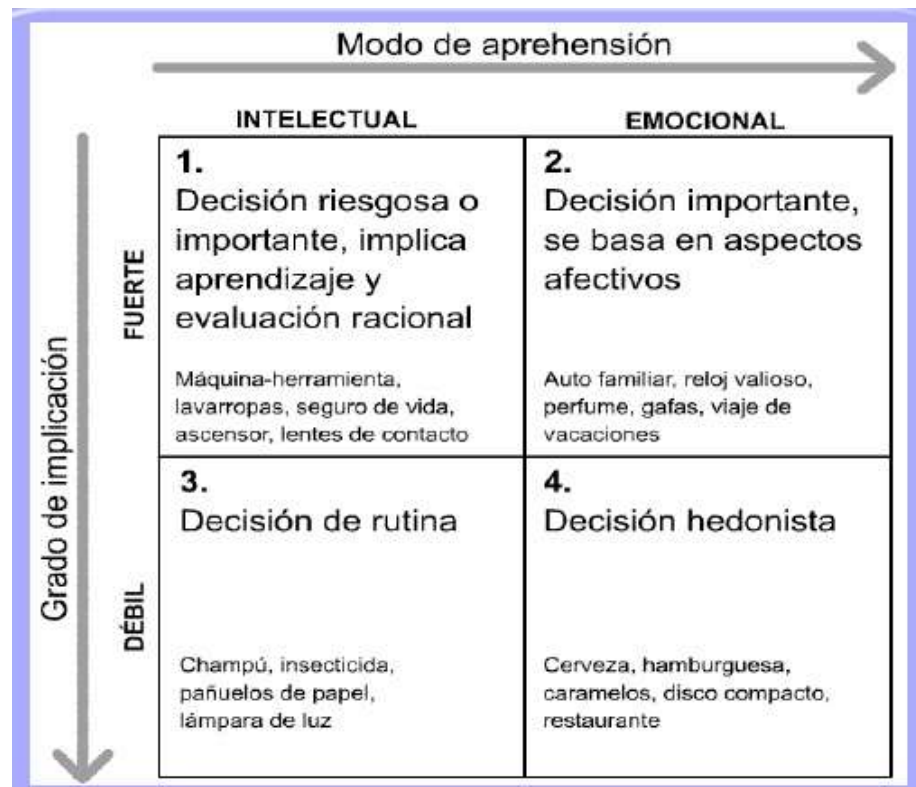 Modo de aprehensión
INTELECTUAL
EMOCIONAL
Grado de implicación
FUERTE
1.
Decisión riesgosa o
importante, implica
aprendizaje y
evaluación racional
Máquina-herramienta,
lavarropas, seguro de vida,
ascensor, lentes de contacto
2.
Decisión importante,
se basa en aspectos
afectivos
Auto familiar, reloj valioso,
perfume, gafas, viaje de
vacaciones
DÉBIL
3.
Decisión de rutina
Champú, insecticida,
pañuelos de papel,
lámpara de luz
4.
Decisión hedonista
Cerveza, hamburguesa,
caramelos, disco compacto,
restaurante